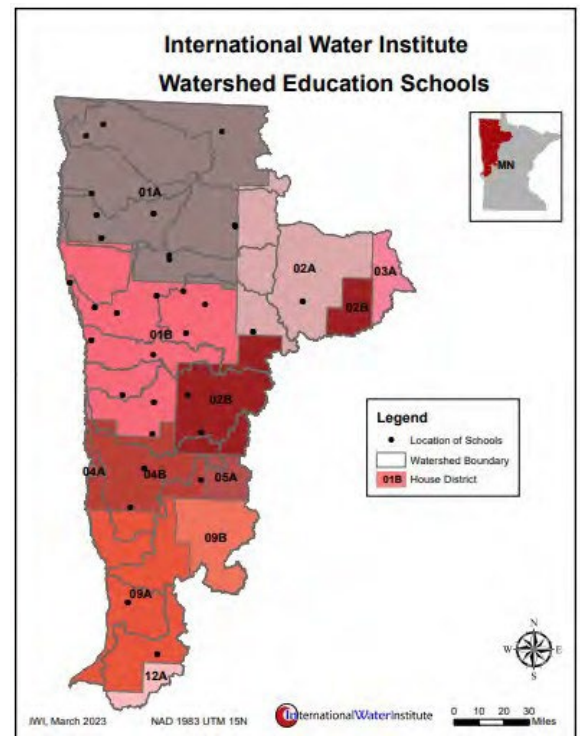 International Water Institute
Watershed Education Schools
MN
01A
02A
03A
02B
01B
02B
04A
04B
05A
09B
09A
12A
Legend
Location of Schools
Watershed Boundary
01B House District
N
W E
S
IWI, March 2023 NAD 1983 UTM 15N InternationalWaterInstitute 0 10 20 30
Miles